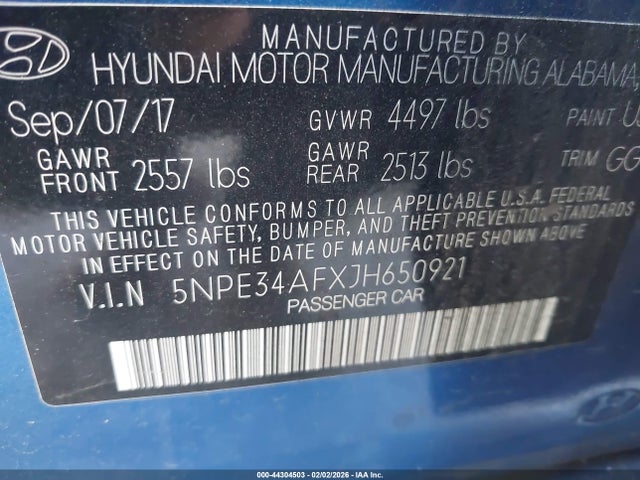 MANUFACTURED BY
HYUNDAI MOTOR MANUFACTURING ALABAMA
Sep/07/17 GVWR 4497 lbs PAINT
GAWR FRONT 2557 lbs GAWR REAR 2513 lbs TRIM
THIS VEHICLE CONFORMS TO ALL APPLICABLE U.S.A. FEDERAL
MOTOR VEHICLE SAFETY, BUMPER, AND THEFT PREVENTION STANDARDS
IN EFFECT ON THE DATE OF MANUFACTURE SHOWN ABOVE.
V.I.N 5NPE34AFXJH650921
PASSENGER CAR
000-44304503 - 02/02/2026 - IAA Inc.